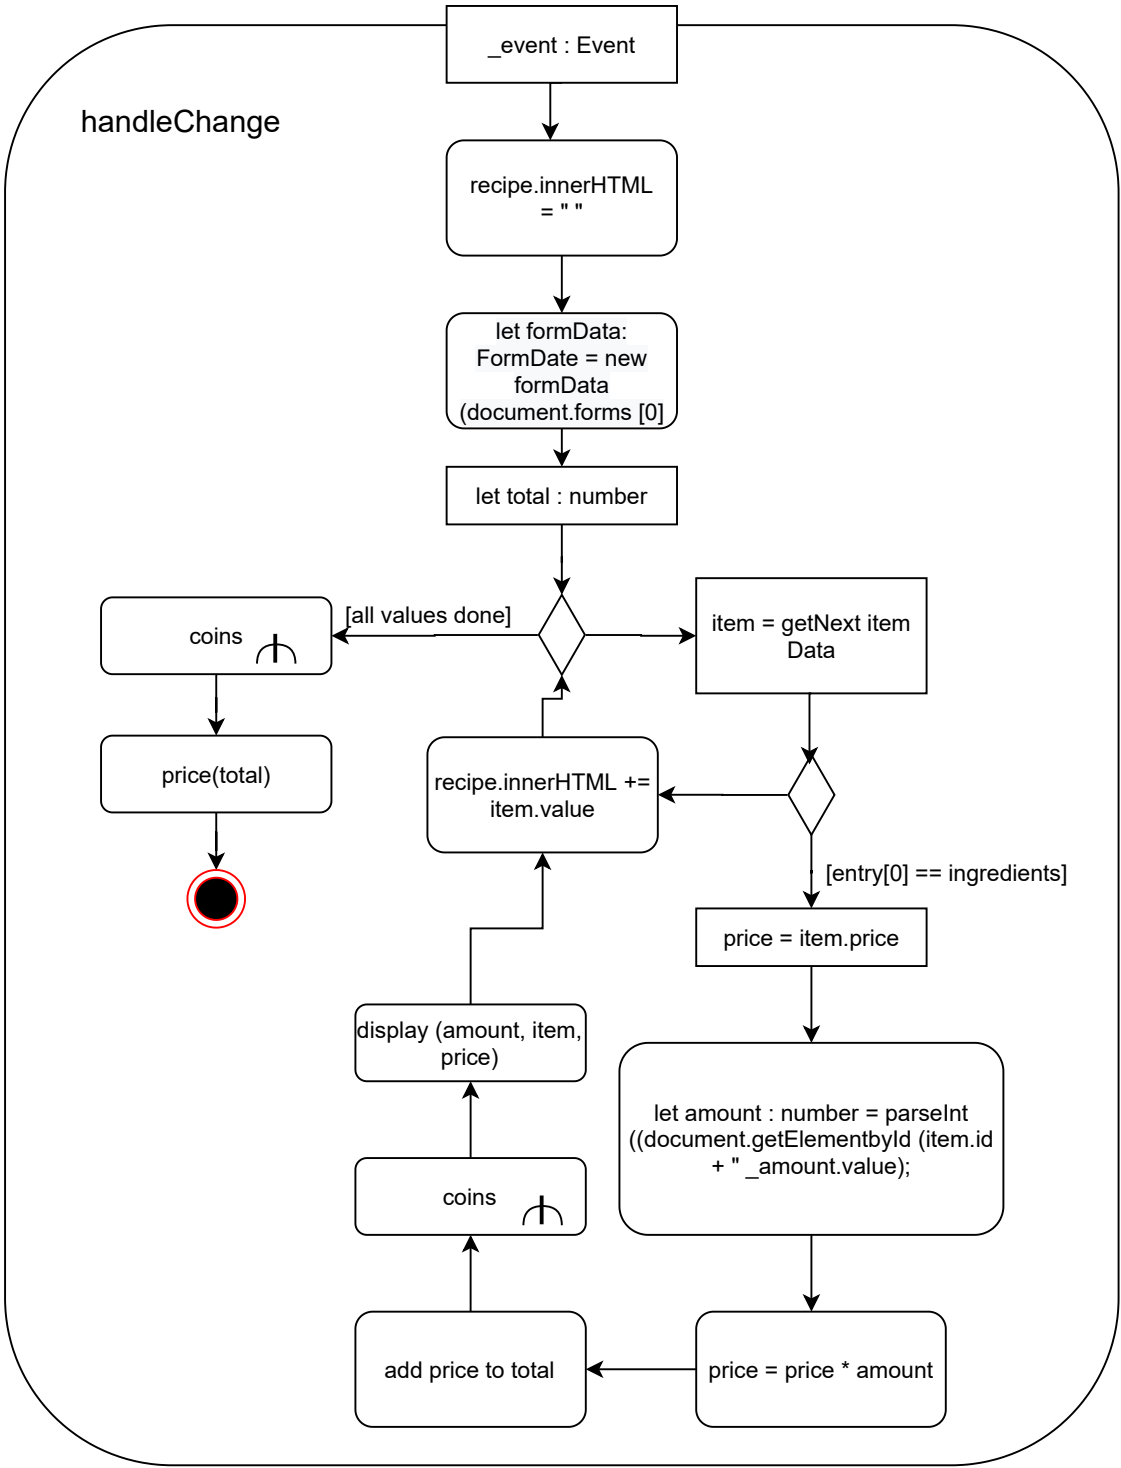 _event : Event
handleChange
recipe.innerHTML
= " "
let formData:
FormDate = new
formData
(document.forms [0]
let total : number
[all values done]
coins
item = getNext item
Data
price(total)
recipe.innerHTML +=
item.value
[entry[0] == ingredients]
price = item.price
display (amount, item,
price)
let amount : number = parseInt
((document.getElementbyId (item.id
+ " _amount.value);
coins
add price to total
price = price * amount